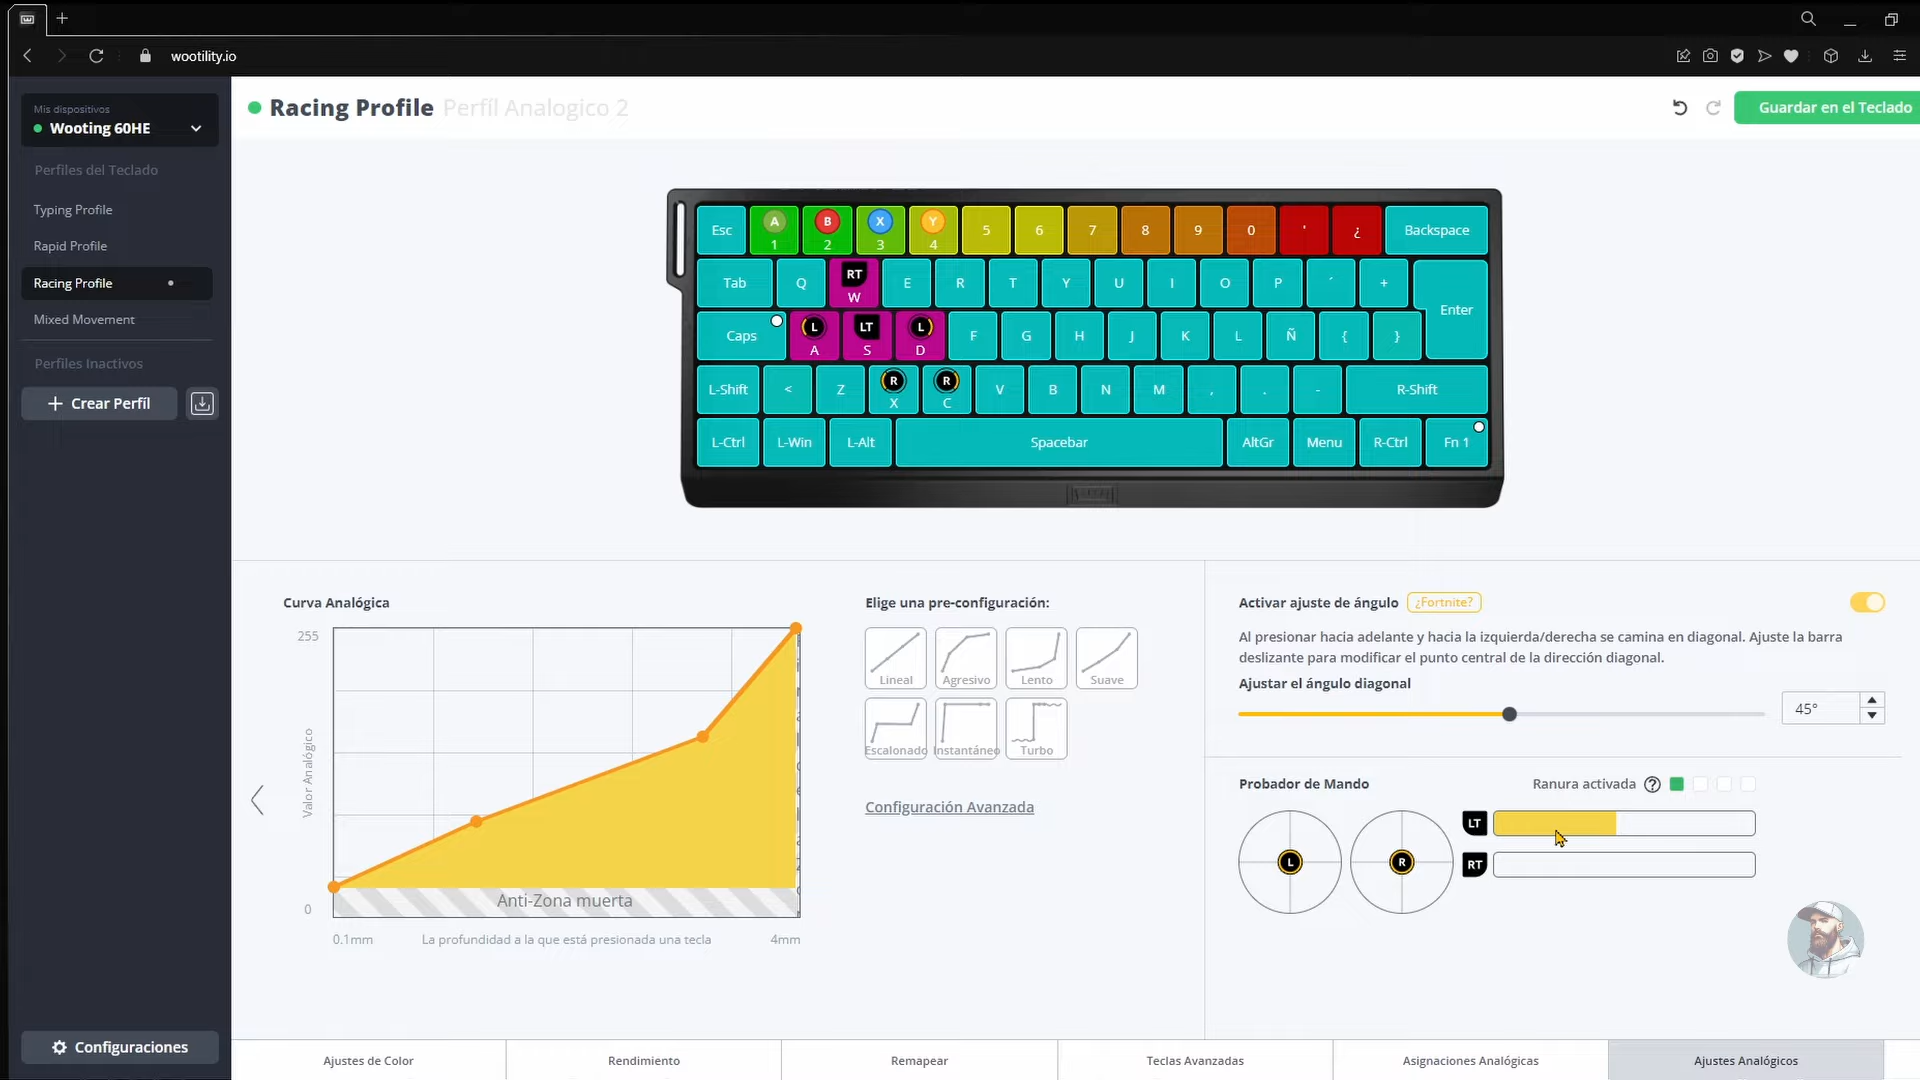 wootility.io
Mis dispositivos
Wooting 60HE
Perfiles del Teclado
Typing Profile
Rapid Profile
Racing Profile
Mixed Movement
Perfiles Inactivos
Crear Perfíl
Configuraciones
Racing Profile Perfíl Analogico 2
Guardar en el Teclado
A B X Y
Esc 1 2 3 4 5 6 7 8 9 0 ' ¿ Backspace
RT
Tab Q W E R T Y U I O P ´ + Enter
L LT L
Caps A S D F G H J K L Ñ { }
R R
L-Shift < Z X C V B N M , . - R-Shift
L-Ctrl L-Win L-Alt Spacebar AltGr Menu R-Ctrl Fn 1
Curva Analógica
255
Valor Analógico
0
Anti-Zona muerta
0.1mm La profundidad a la que está presionada una tecla 4mm
Elige una pre-configuración:
Lineal Agresivo Lento Suave
Escalonado Instantáneo Turbo
Configuración Avanzada
Activar ajuste de ángulo ¿Fortnite?
Al presionar hacia adelante y hacia la izquierda/derecha se camina en diagonal. Ajuste la barra
deslizante para modificar el punto central de la dirección diagonal.
Ajustar el ángulo diagonal
45°
Probador de Mando Ranura activada
LT
L R
RT
Ajustes de Color Rendimiento Remapear Teclas Avanzadas Asignaciones Analógicas Ajustes Analógicos